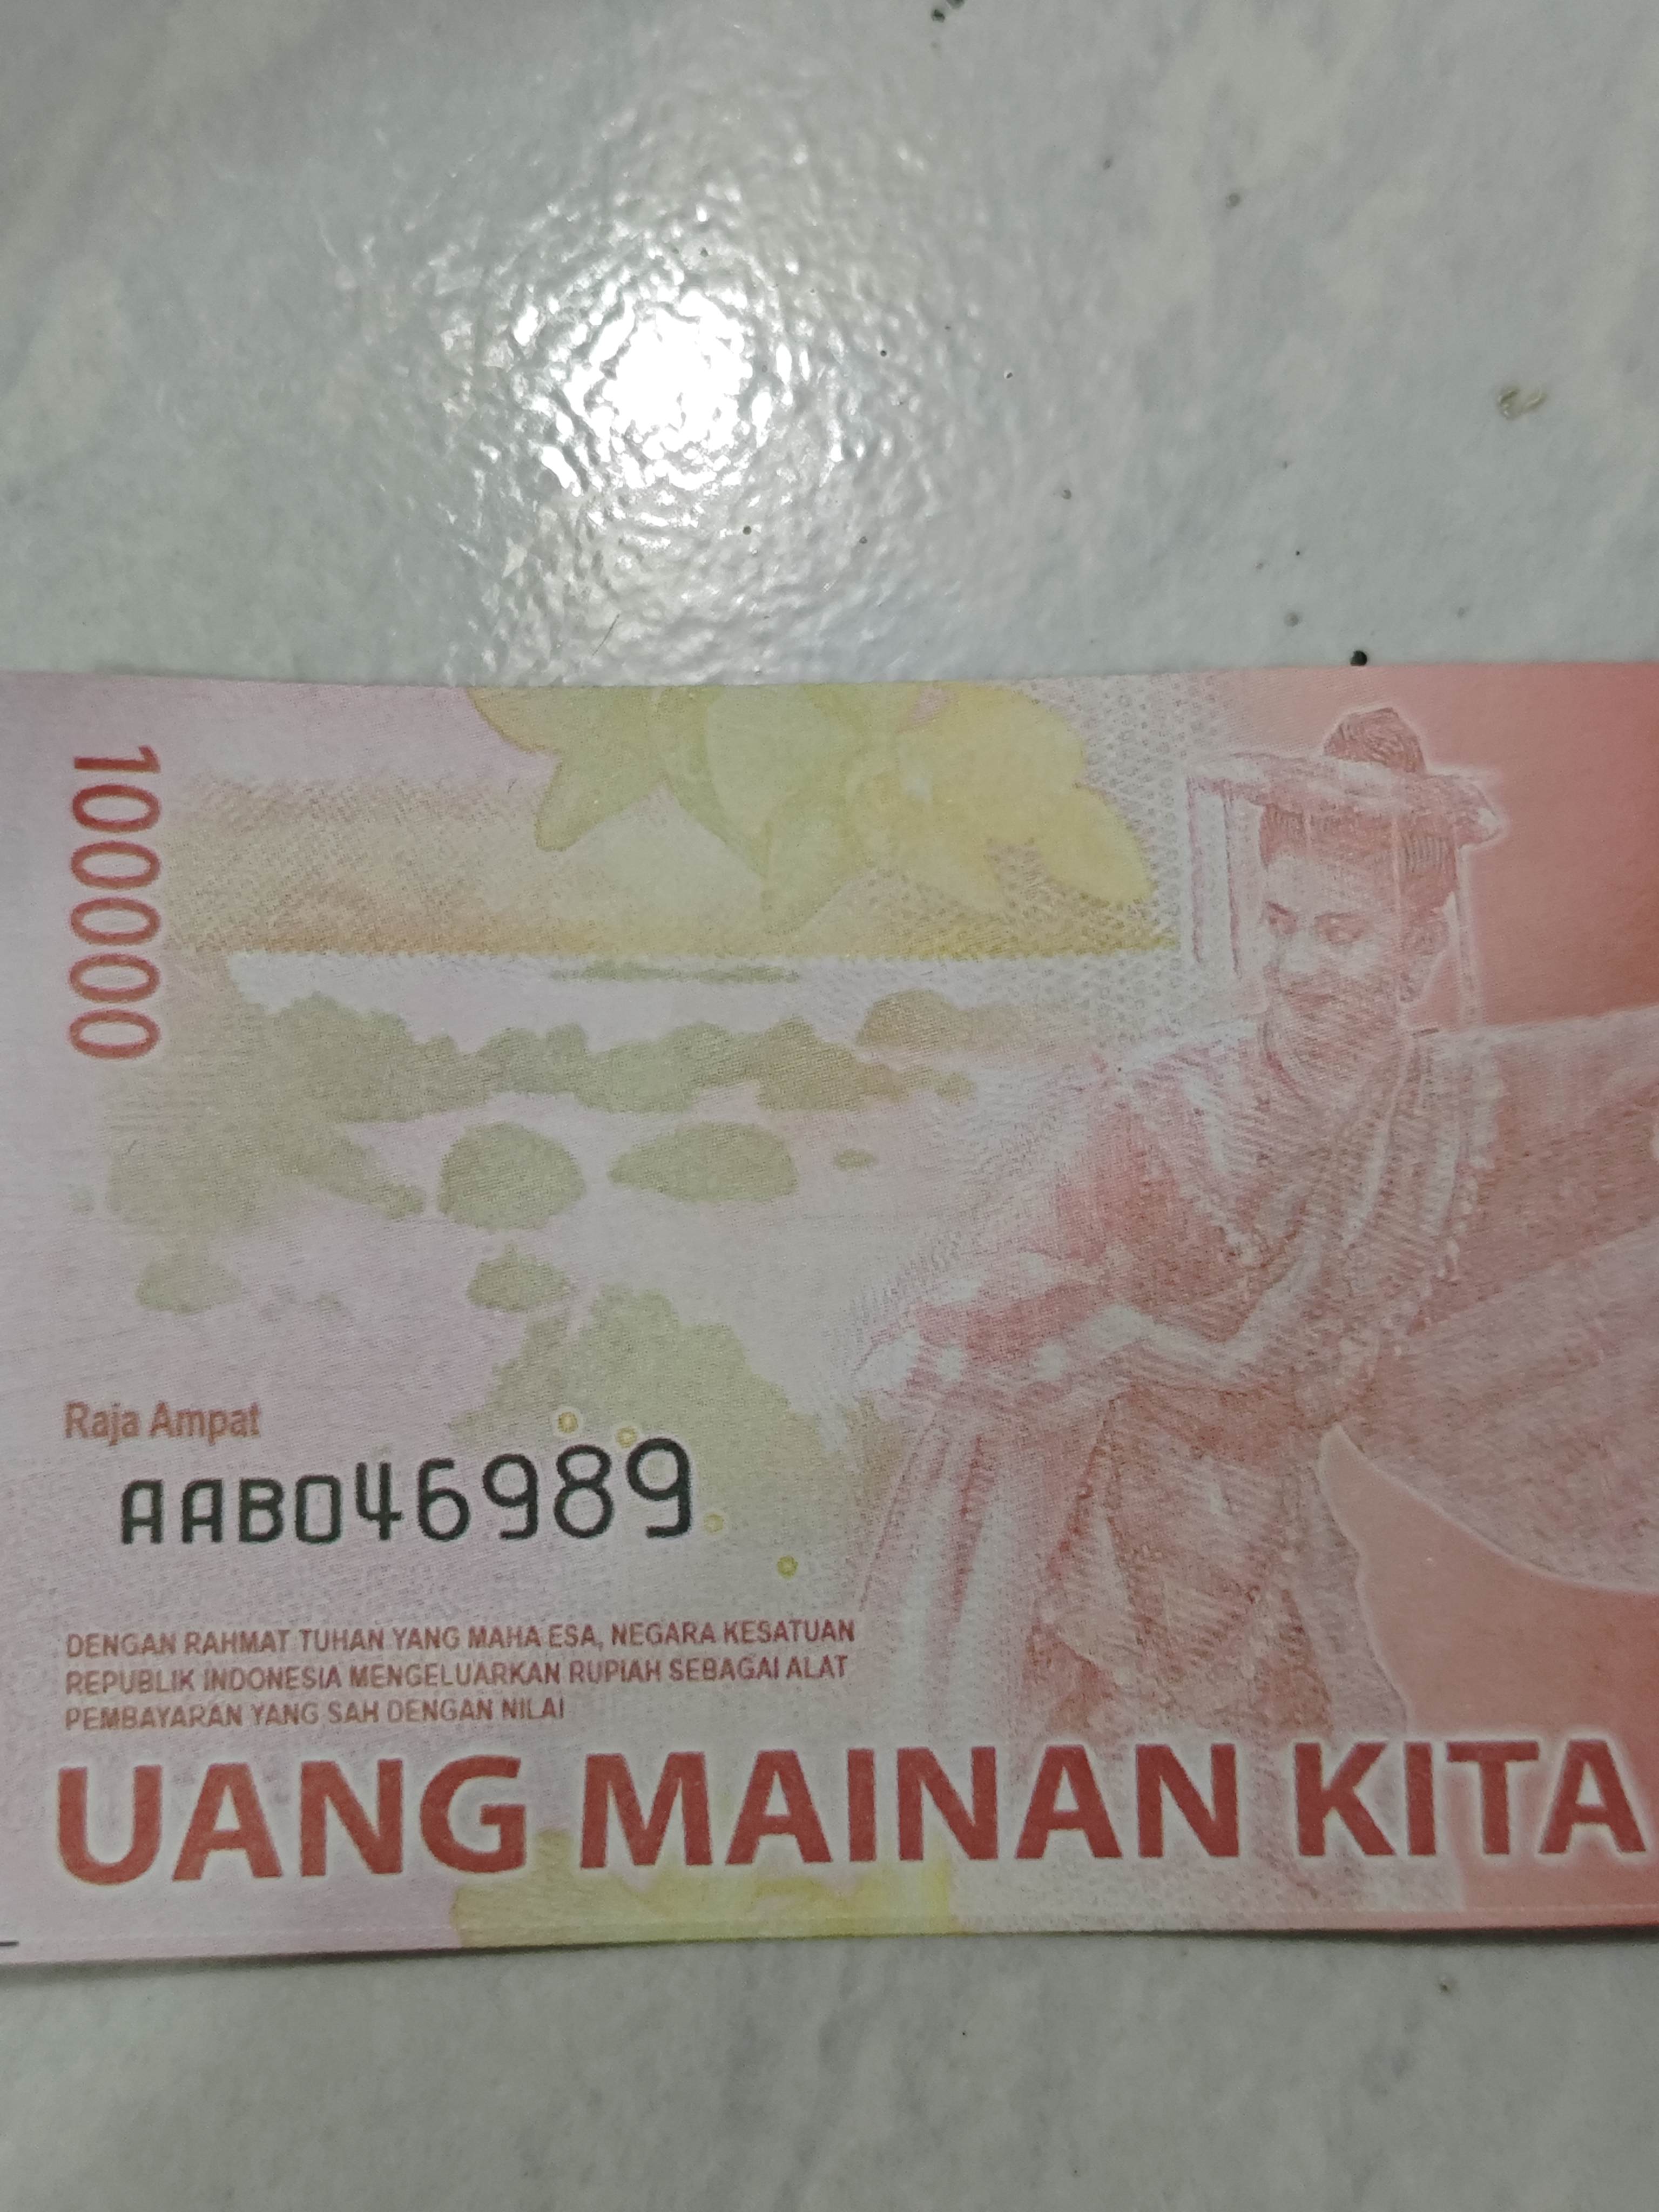 100000
Raja Ampat
AAB046989
DENGAN RAHMAT TUHAN YANG MAHA ESA, NEGARA KESATUAN
REPUBLIK INDONESIA MENGELUARKAN RUPIAH SEBAGAI ALAT
PEMBAYARAN YANG SAH DENGAN NILAI
UANG MAINAN KITA